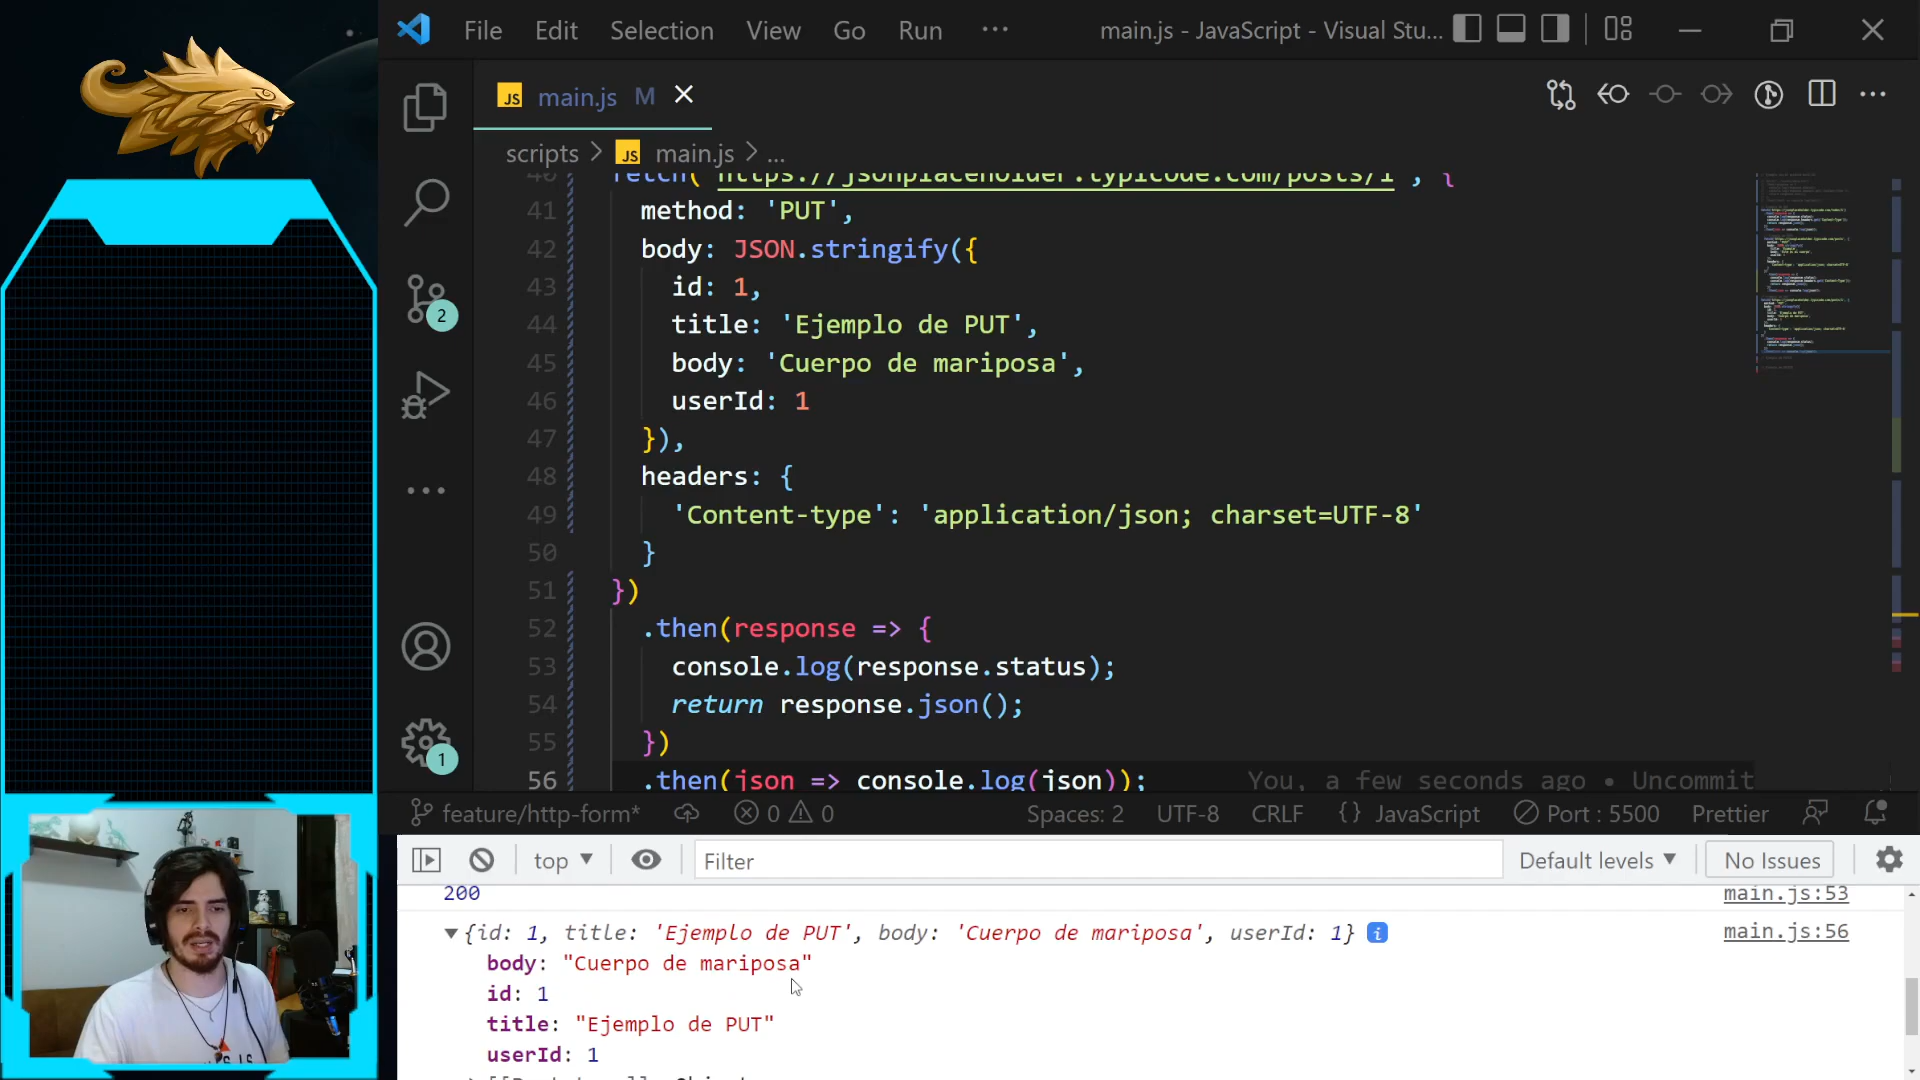 File Edit Selection View Go Run ··· main.js - JavaScript - Visual Stu...
JS main.js M
scripts > JS main.js > ...
40 fetch('https://jsonplaceholder.typicode.com/posts/1', {
41 method: 'PUT',
42 body: JSON.stringify({
43 id: 1,
44 title: 'Ejemplo de PUT',
45 body: 'Cuerpo de mariposa',
46 userId: 1
47 }),
48 headers: {
49 'Content-type': 'application/json; charset=UTF-8'
50 }
51 })
52 .then(response => {
53 console.log(response.status);
54 return response.json();
55 })
56 .then(json => console.log(json)); You, a few seconds ago • Uncommit
2
1
feature/http-form* 0 0 Spaces: 2 UTF-8 CRLF {} JavaScript Port : 5500 Prettier
top Filter Default levels No Issues
200 main.js:53
{id: 1, title: 'Ejemplo de PUT', body: 'Cuerpo de mariposa', userId: 1} i main.js:56
body: "Cuerpo de mariposa"
id: 1
title: "Ejemplo de PUT"
userId: 1